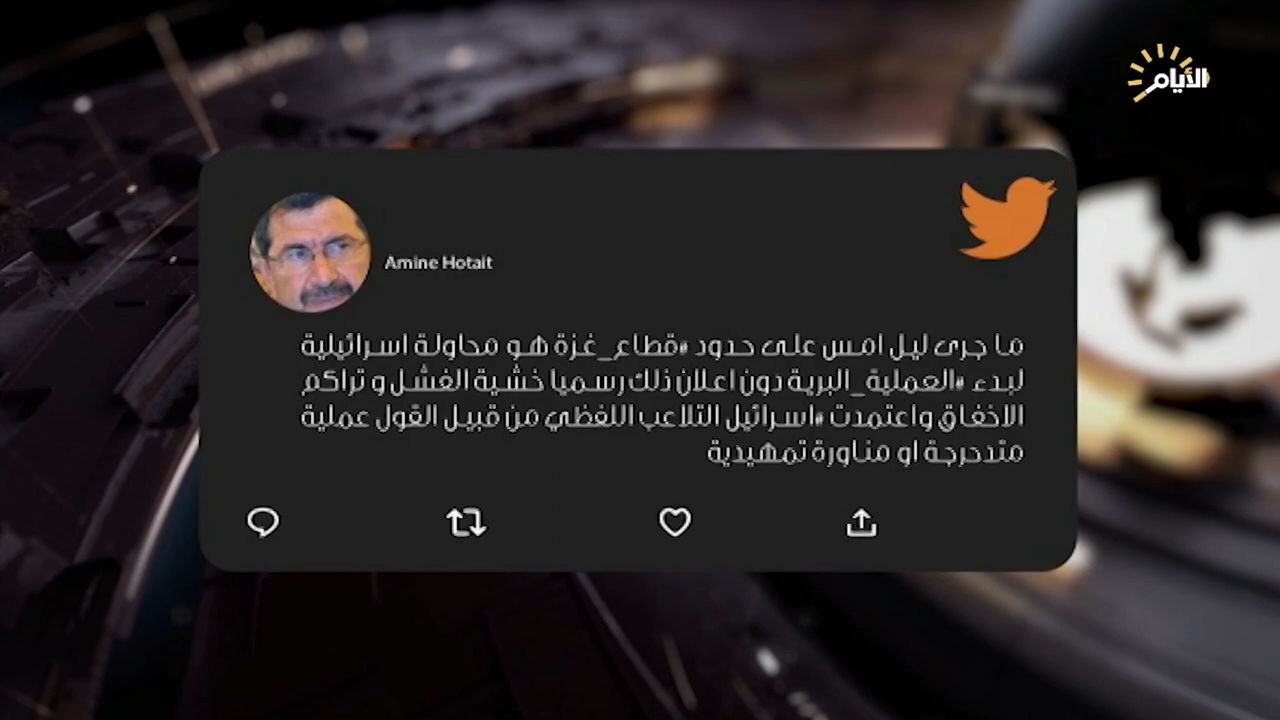 الأيام
Amine Hotait
ما جرى ليل امس على حدود #قطاع_غزة هو محاولة اسرائيلية
لبدء #العملية_البرية دون اعلان ذلك رسميا خشية الفشل و تراكم
الاخفاق واعتمدت #اسرائيل التلاعب اللفظي من قبيل القول عملية
متدحرجة او مناورة تمهيدية